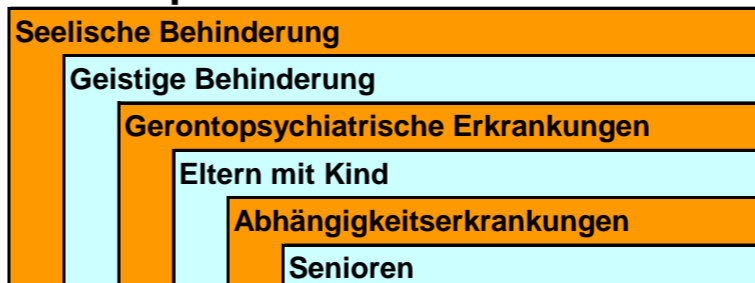 Seelische Behinderung
Geistige Behinderung
Gerontopsychiatrische Erkrankungen
Eltern mit Kind
Abhängigkeitserkrankungen
Senioren